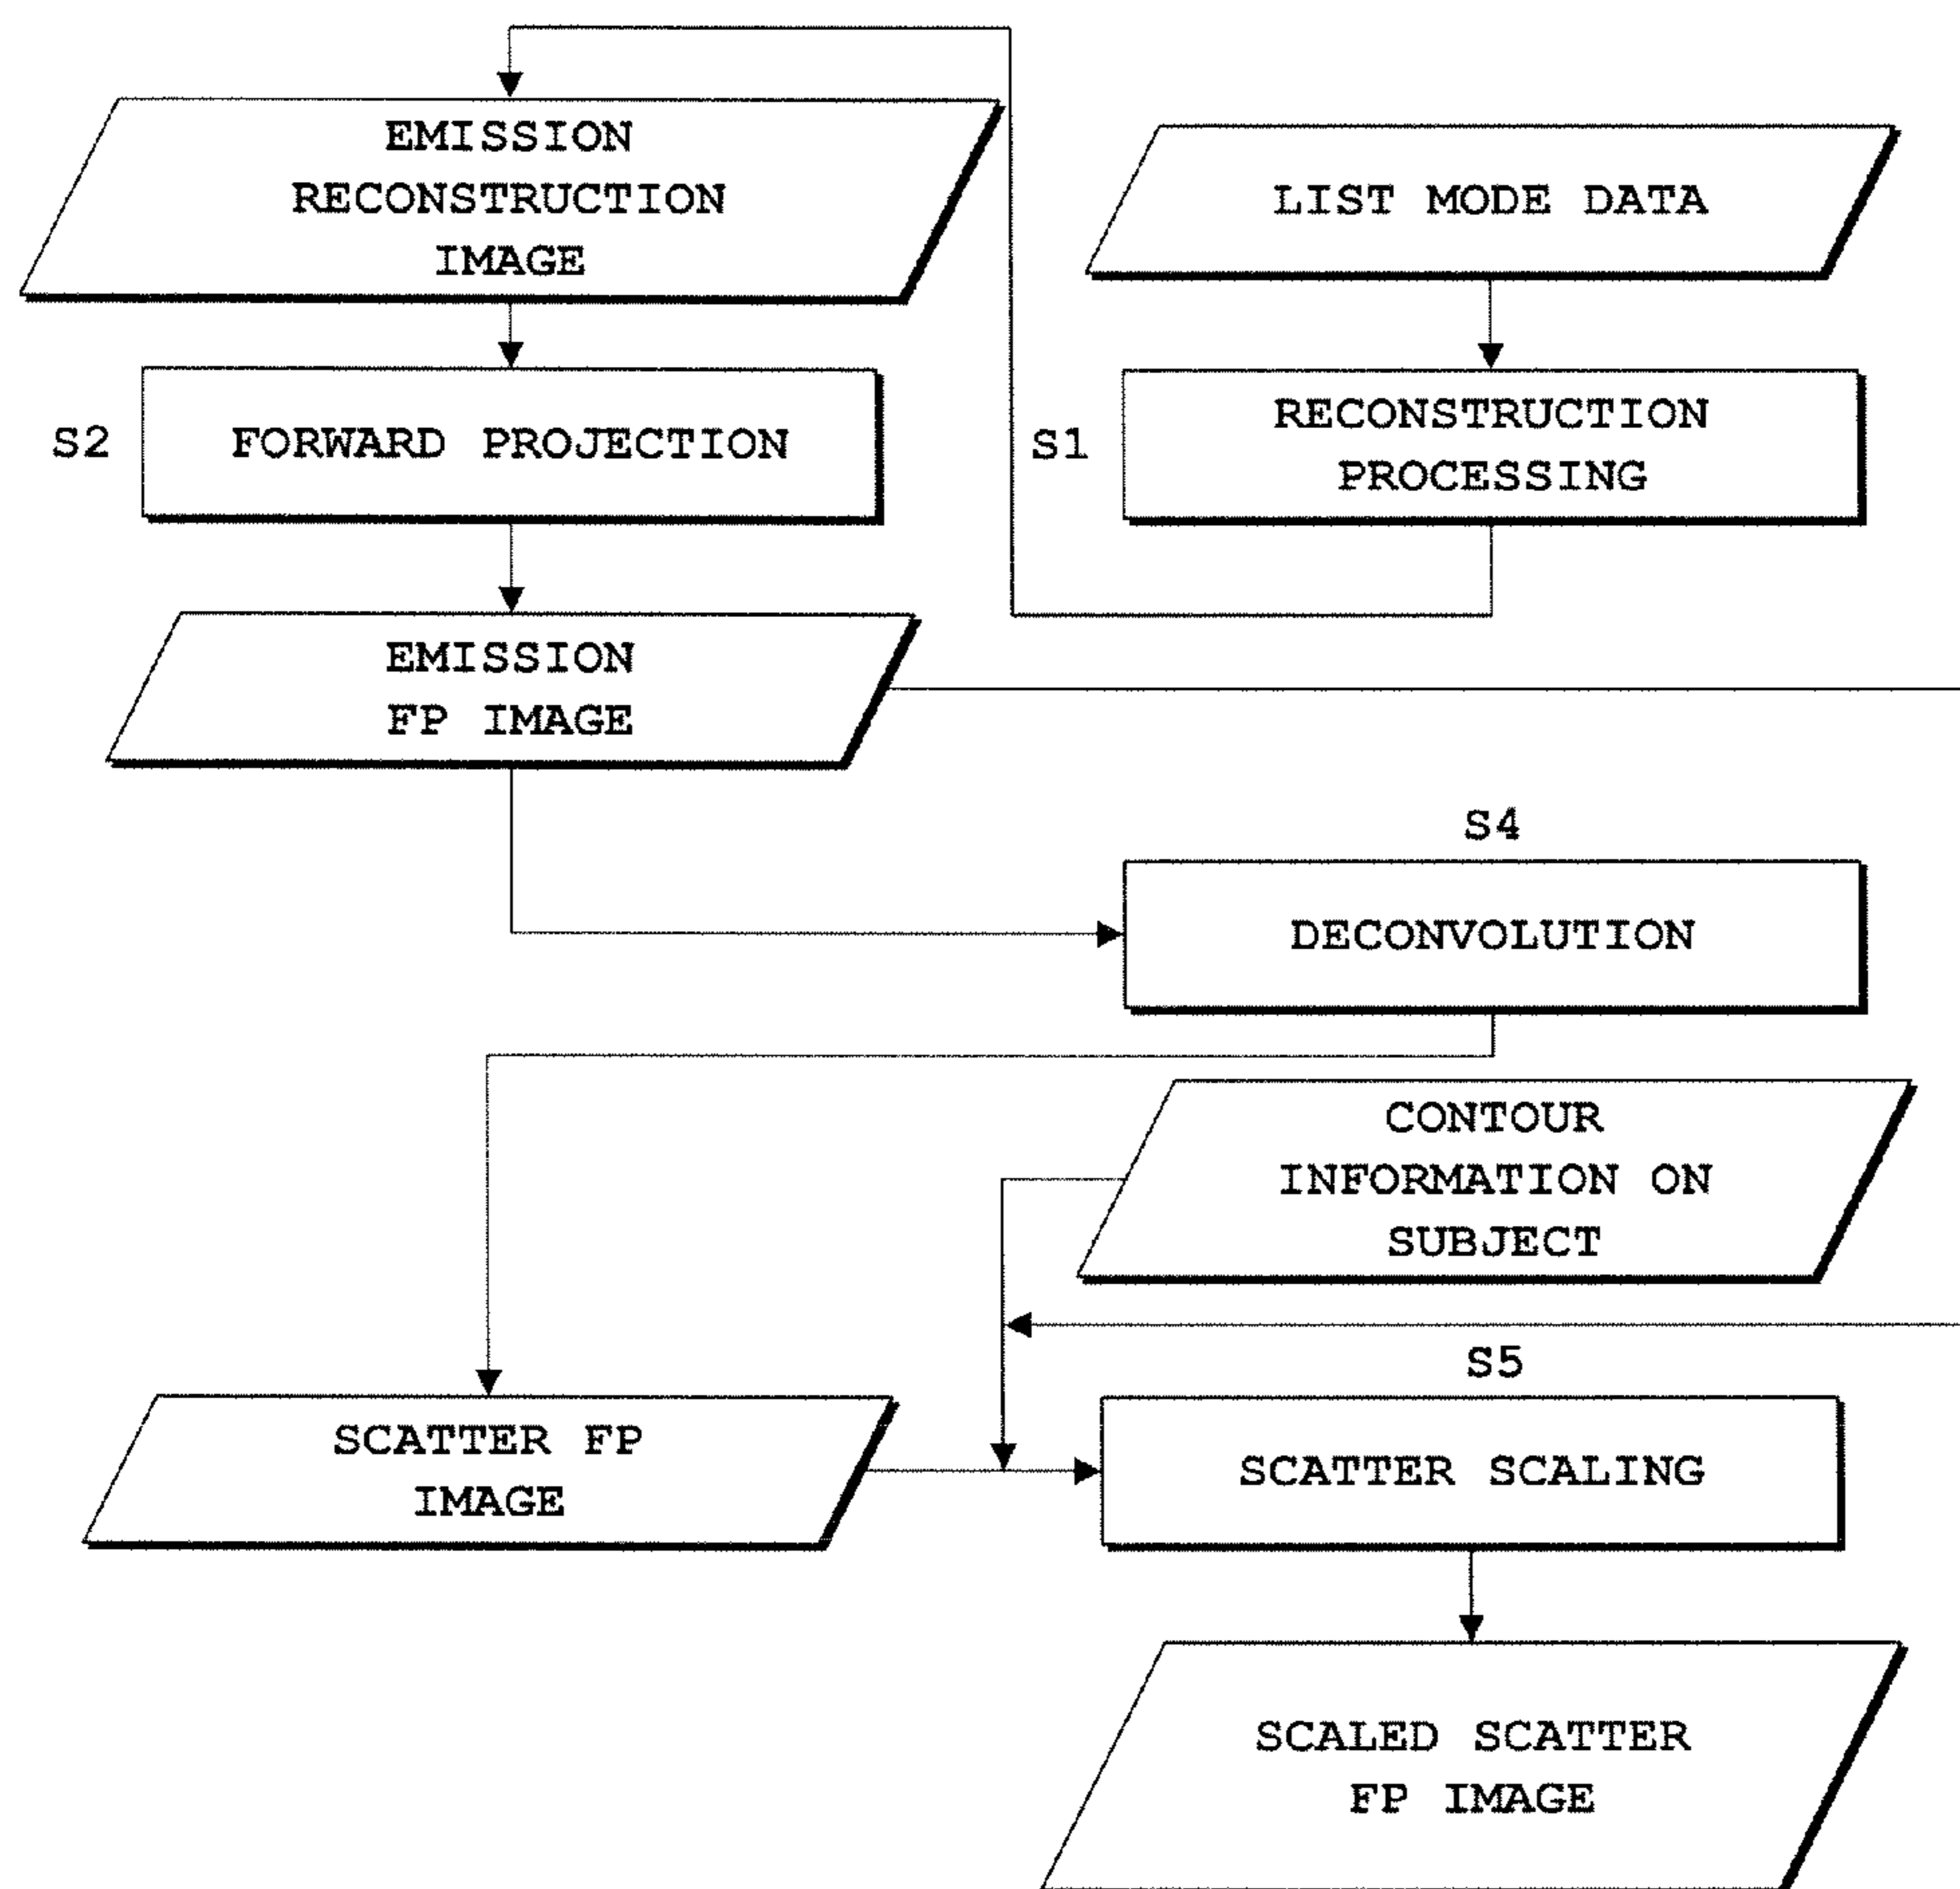 EMISSION
RECONSTRUCTION
IMAGE
LIST MODE DATA
S2
FORWARD PROJECTION
S1
RECONSTRUCTION
PROCESSING
EMISSION
FP IMAGE
S4
DECONVOLUTION
CONTOUR
INFORMATION ON
SUBJECT
S5
SCATTER FP
IMAGE
SCATTER SCALING
SCALED SCATTER
FP IMAGE